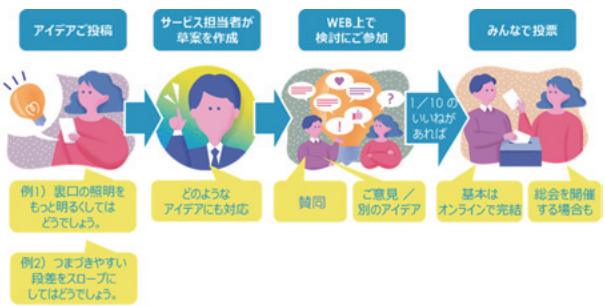 アイデアご投稿
例1）裏口の照明を
もっと明るくしては
どうでしょう。
例2）つまづきやすい
段差をスロープに
してはどうでしょう。
サービス担当者が
草案を作成
どのような
アイデアにも対応
WEB上で
検討にご参加
賛同
ご意見／
別のアイデア
1／10の
いいねが
あれば
みんなで投票
基本は
オンラインで完結
総会を開催
する場合も